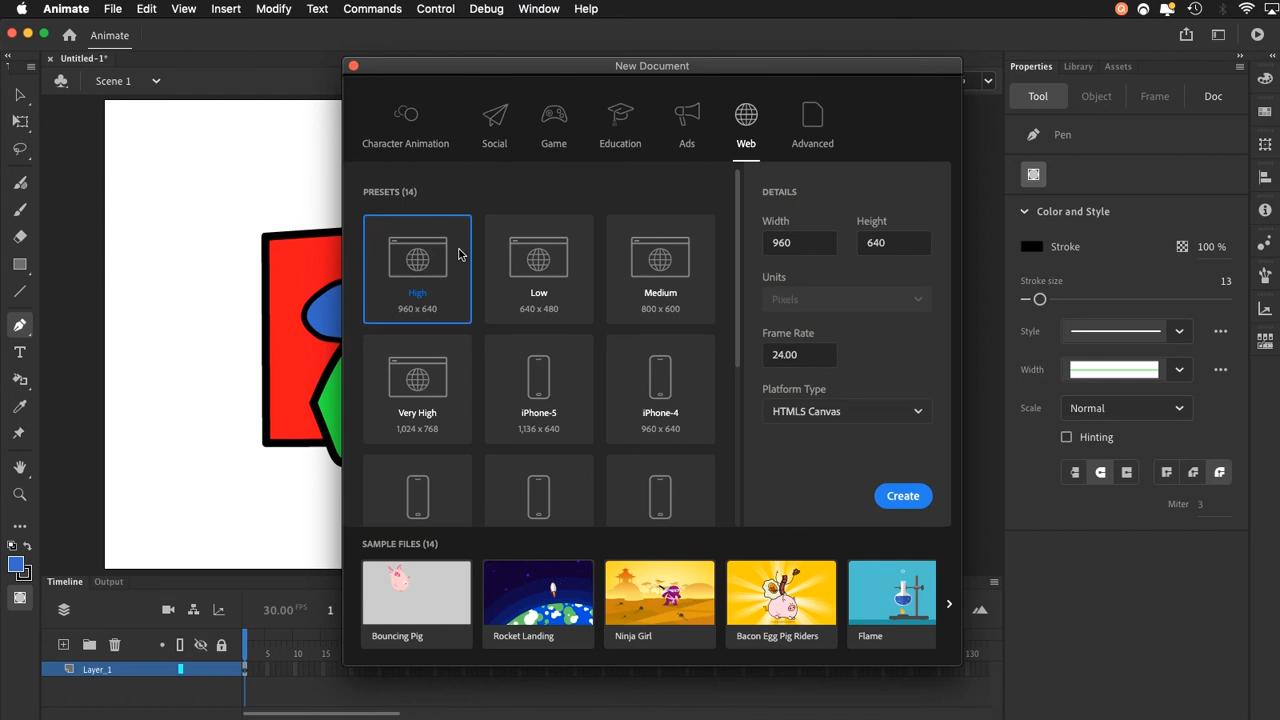 Animate File Edit View Insert Modify Text Commands Control Debug Window Help
Animate
Untitled-1*
Scene 1
New Document
Character Animation Social Game Education Ads Web Advanced
PRESETS (14)
High
960 x 640
Low
640 x 480
Medium
800 x 600
Very High
1,024 x 768
iPhone-5
1,136 x 640
iPhone-4
960 x 640
DETAILS
Width Height
960 640
Units
Pixels
Frame Rate
24.00
Platform Type
HTML5 Canvas
Create
SAMPLE FILES (14)
Bouncing Pig
Rocket Landing
Ninja Girl
Bacon Egg Pig Riders
Flame
Properties Library Assets
Tool Object Frame Doc
Pen
Color and Style
Stroke 100 %
Stroke size 13
Style
Width
Scale Normal
Hinting
Miter 3
Timeline Output
30.00 FPS 1
5 10 15 130
Layer_1